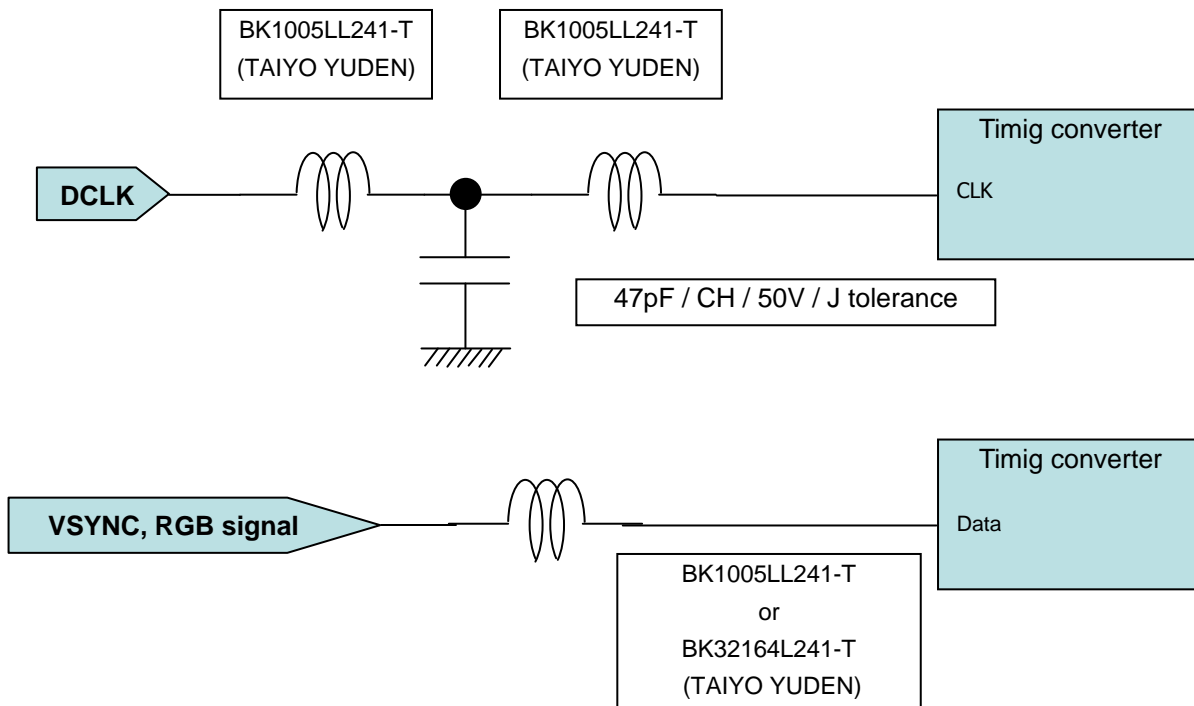 BK1005LL241-T
(TAIYO YUDEN)
BK1005LL241-T
(TAIYO YUDEN)
Timig converter
DCLK
CLK
47pF / CH / 50V / J tolerance
Timig converter
VSYNC, RGB signal
Data
BK1005LL241-T
or
BK32164L241-T
(TAIYO YUDEN)